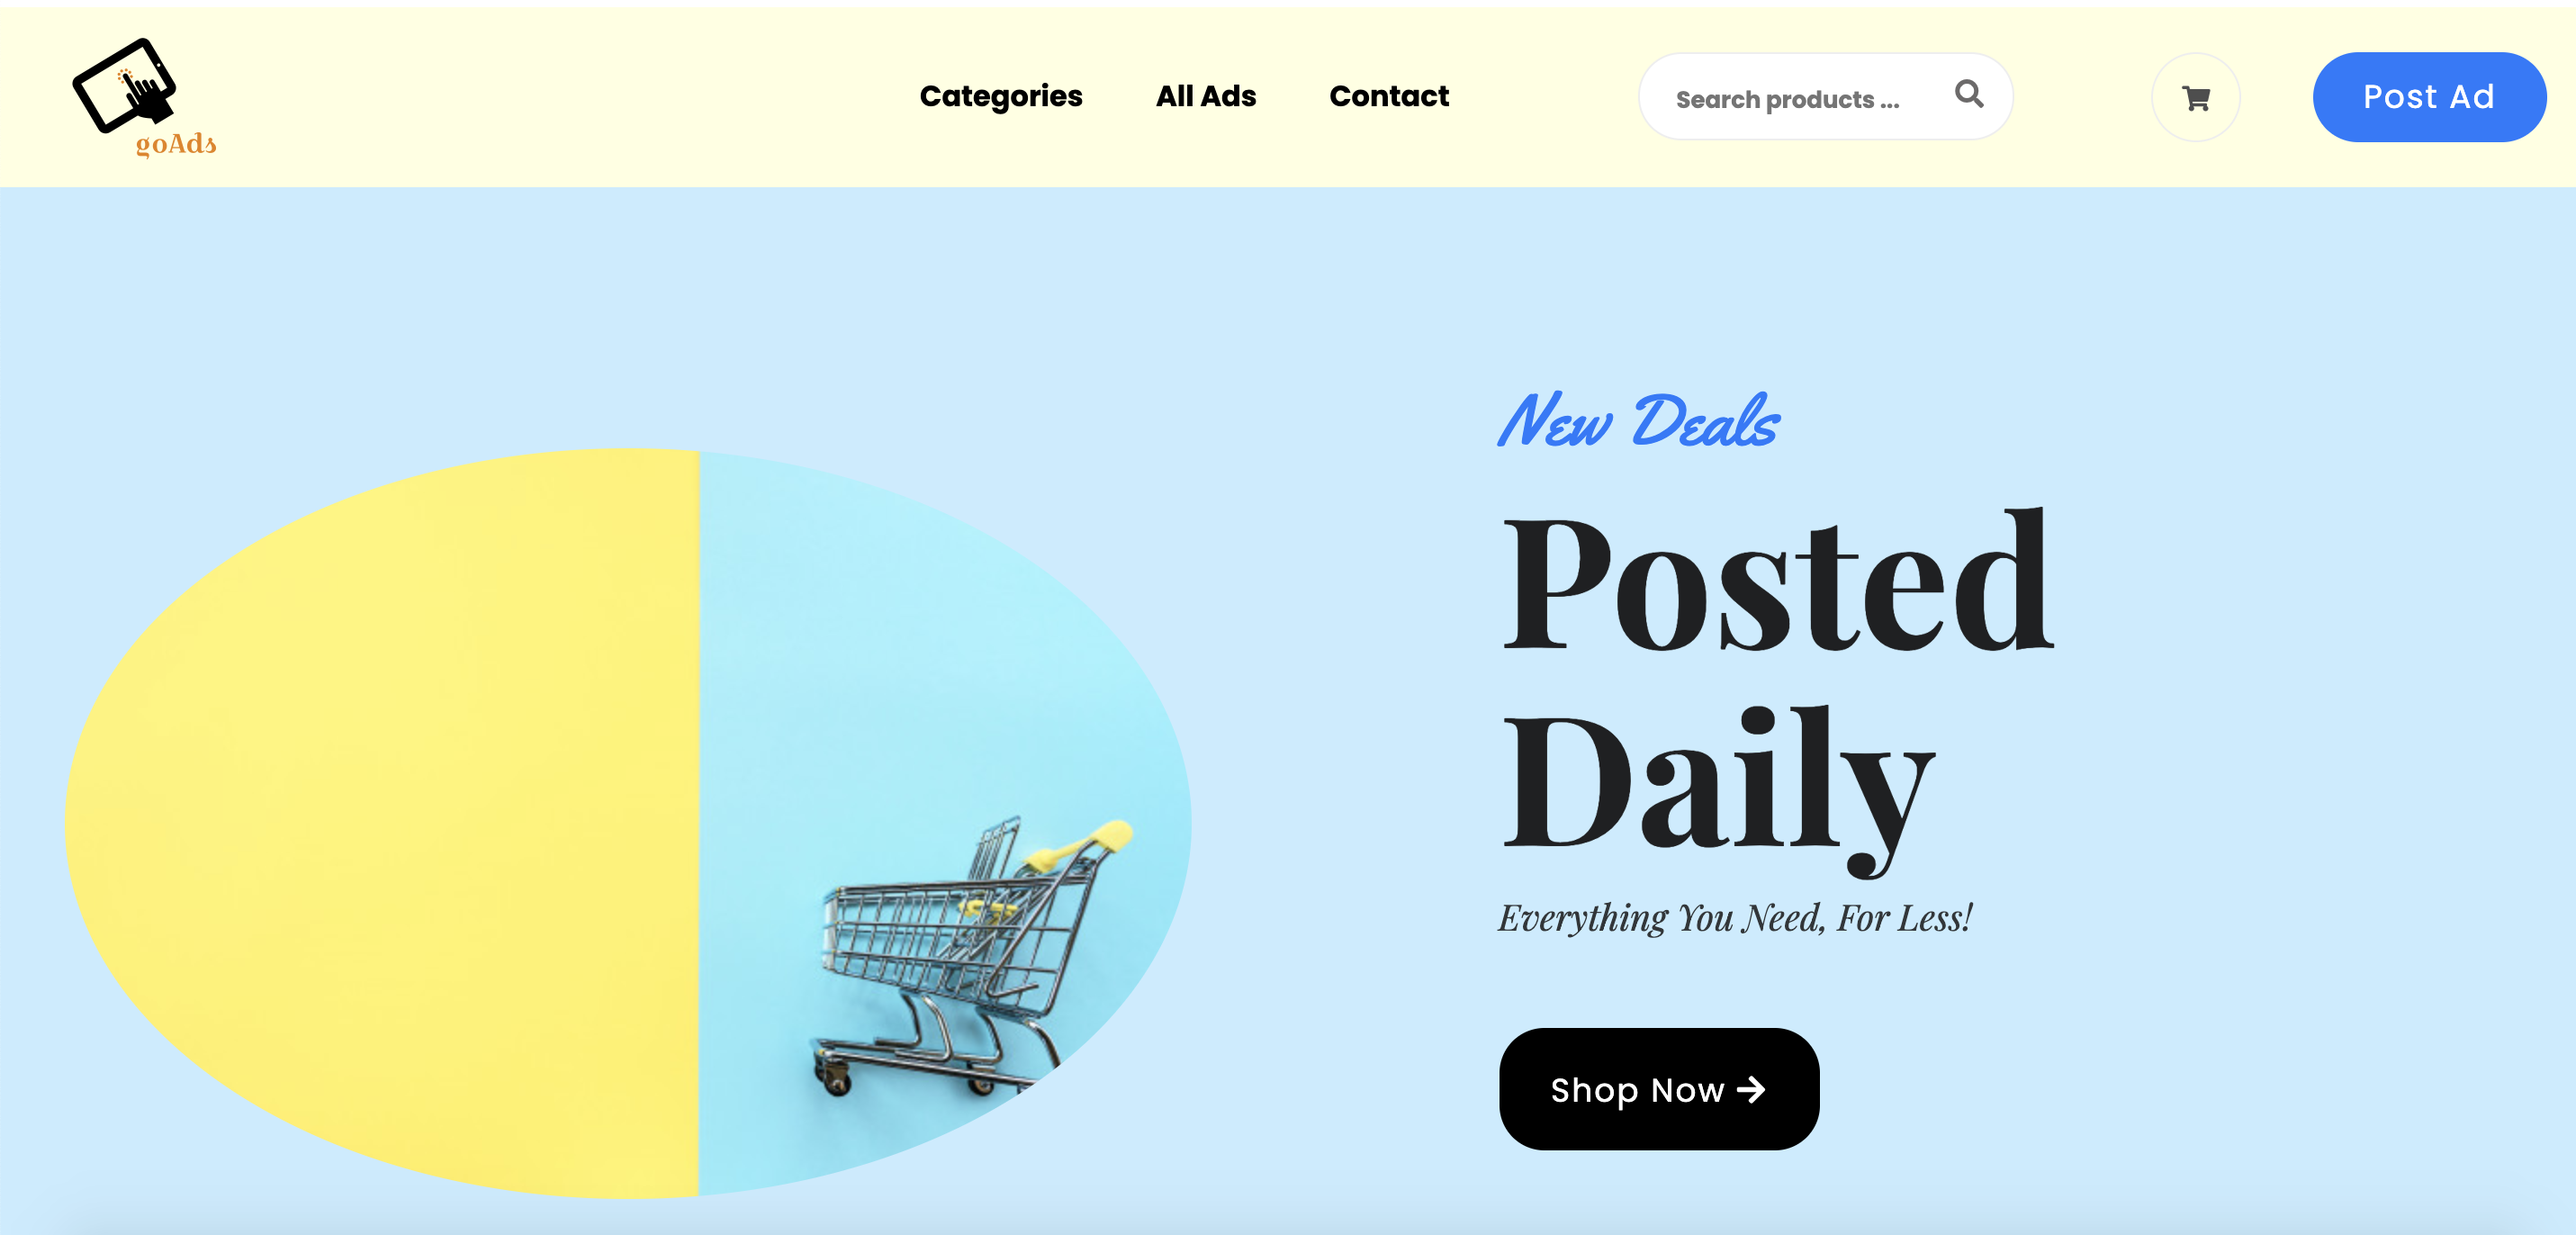 goAds
Categories
All Ads
Contact
Search products ...
Post Ad
New Deals
Posted
Daily
Everything You Need, For Less!
Shop Now →